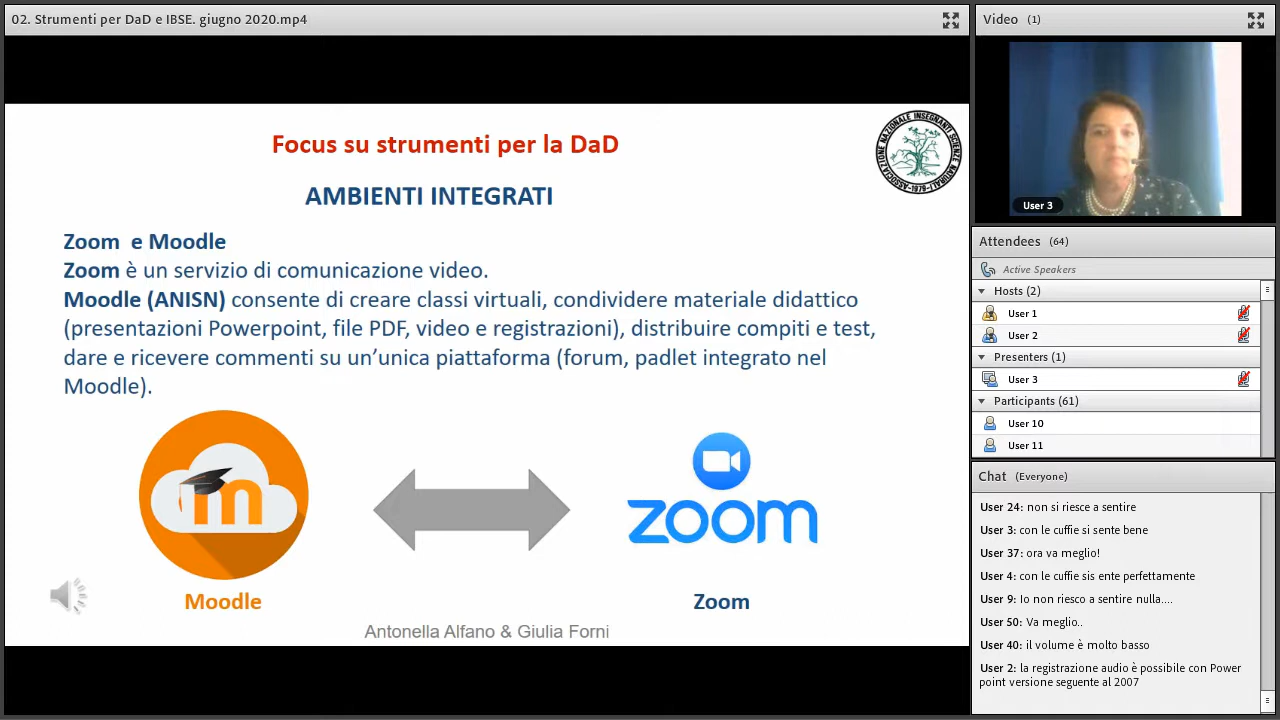 02. Strumenti per DaD e IBSE. giugno 2020.mp4
Focus su strumenti per la DaD
ASSOCIAZIONE NAZIONALE INSEGNANTI SCIENZE NATURALI
-1979-
AMBIENTI INTEGRATI
Zoom e Moodle
Zoom è un servizio di comunicazione video.
Moodle (ANISN) consente di creare classi virtuali, condividere materiale didattico
(presentazioni Powerpoint, file PDF, video e registrazioni), distribuire compiti e test,
dare e ricevere commenti su un'unica piattaforma (forum, padlet integrato nel
Moodle).
m
zoom
Moodle
Zoom
Antonella Alfano & Giulia Forni
Video (1)
User 3
Attendees (64)
Active Speakers
Hosts (2)
User 1
User 2
Presenters (1)
User 3
Participants (61)
User 10
User 11
Chat (Everyone)
User 24: non si riesce a sentire
User 3: con le cuffie si sente bene
User 37: ora va meglio!
User 4: con le cuffie sis ente perfettamente
User 9: Io non riesco a sentire nulla....
User 50: Va meglio..
User 40: il volume è molto basso
User 2: la registrazione audio è possibile con Power
point versione seguente al 2007